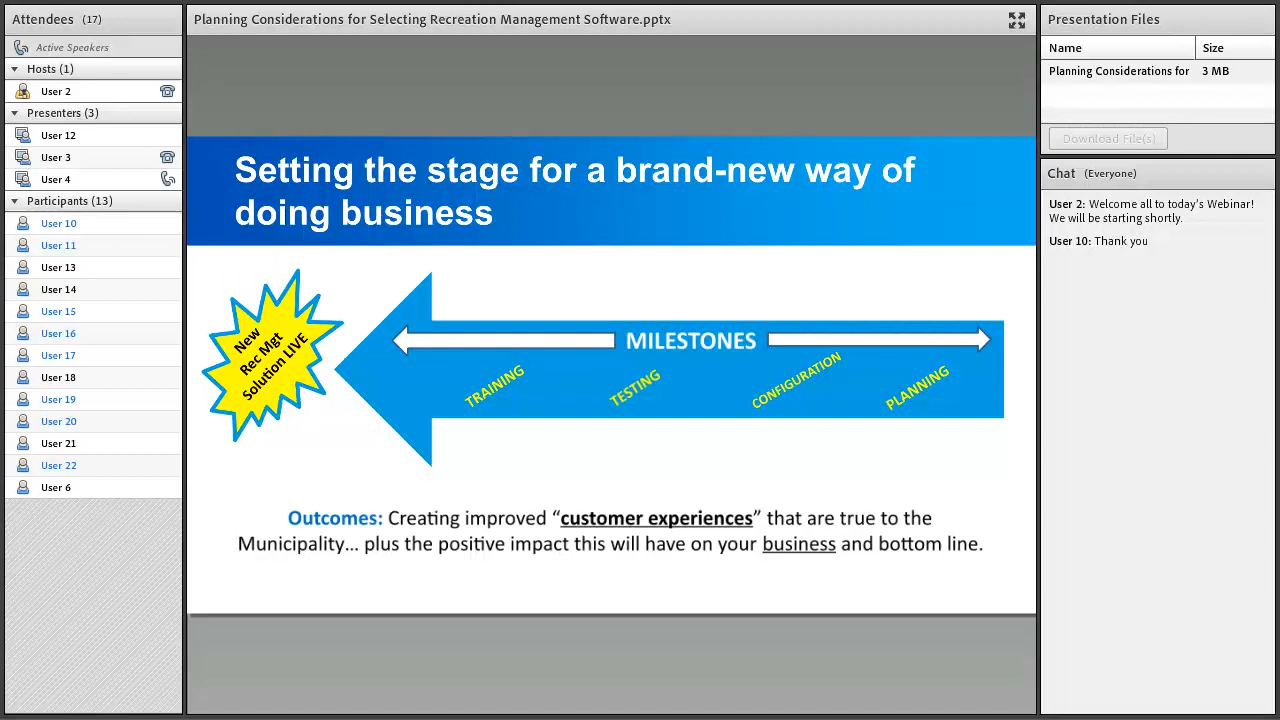 Attendees (17)
Active Speakers
Hosts (1)
User 2
Presenters (3)
User 12
User 3
User 4
Participants (13)
User 10
User 11
User 13
User 14
User 15
User 16
User 17
User 18
User 19
User 20
User 21
User 22
User 6
Planning Considerations for Selecting Recreation Management Software.pptx
Setting the stage for a brand-new way of
doing business
New
Rec Mgt
Solution LIVE
MILESTONES
TRAINING
TESTING
CONFIGURATION
PLANNING
Outcomes: Creating improved “customer experiences” that are true to the
Municipality... plus the positive impact this will have on your business and bottom line.
Presentation Files
Name Size
Planning Considerations for 3 MB
Download File(s)
Chat (Everyone)
User 2: Welcome all to today's Webinar!
We will be starting shortly.
User 10: Thank you